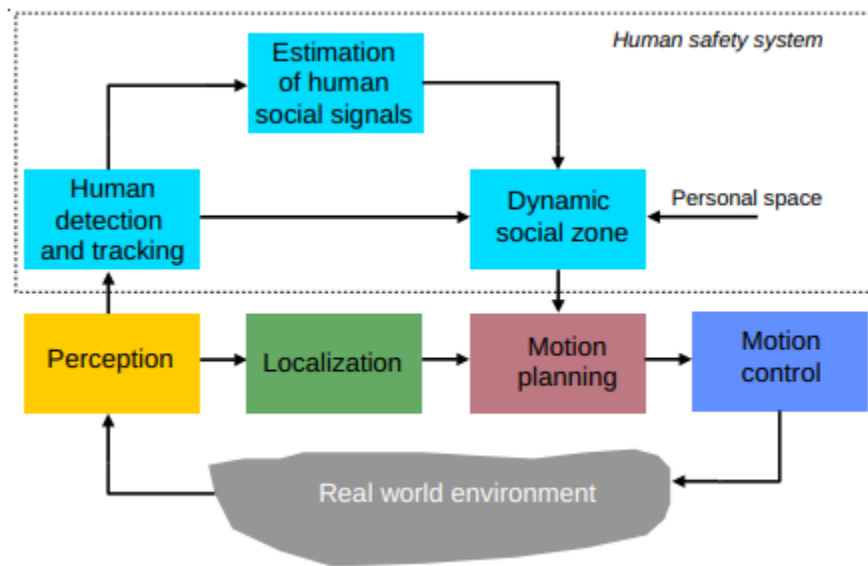 Human safety system
Estimation
of human
social signals
Human
detection
and tracking
Dynamic
social zone
Personal space
Perception
Localization
Motion
planning
Motion
control
Real world environment